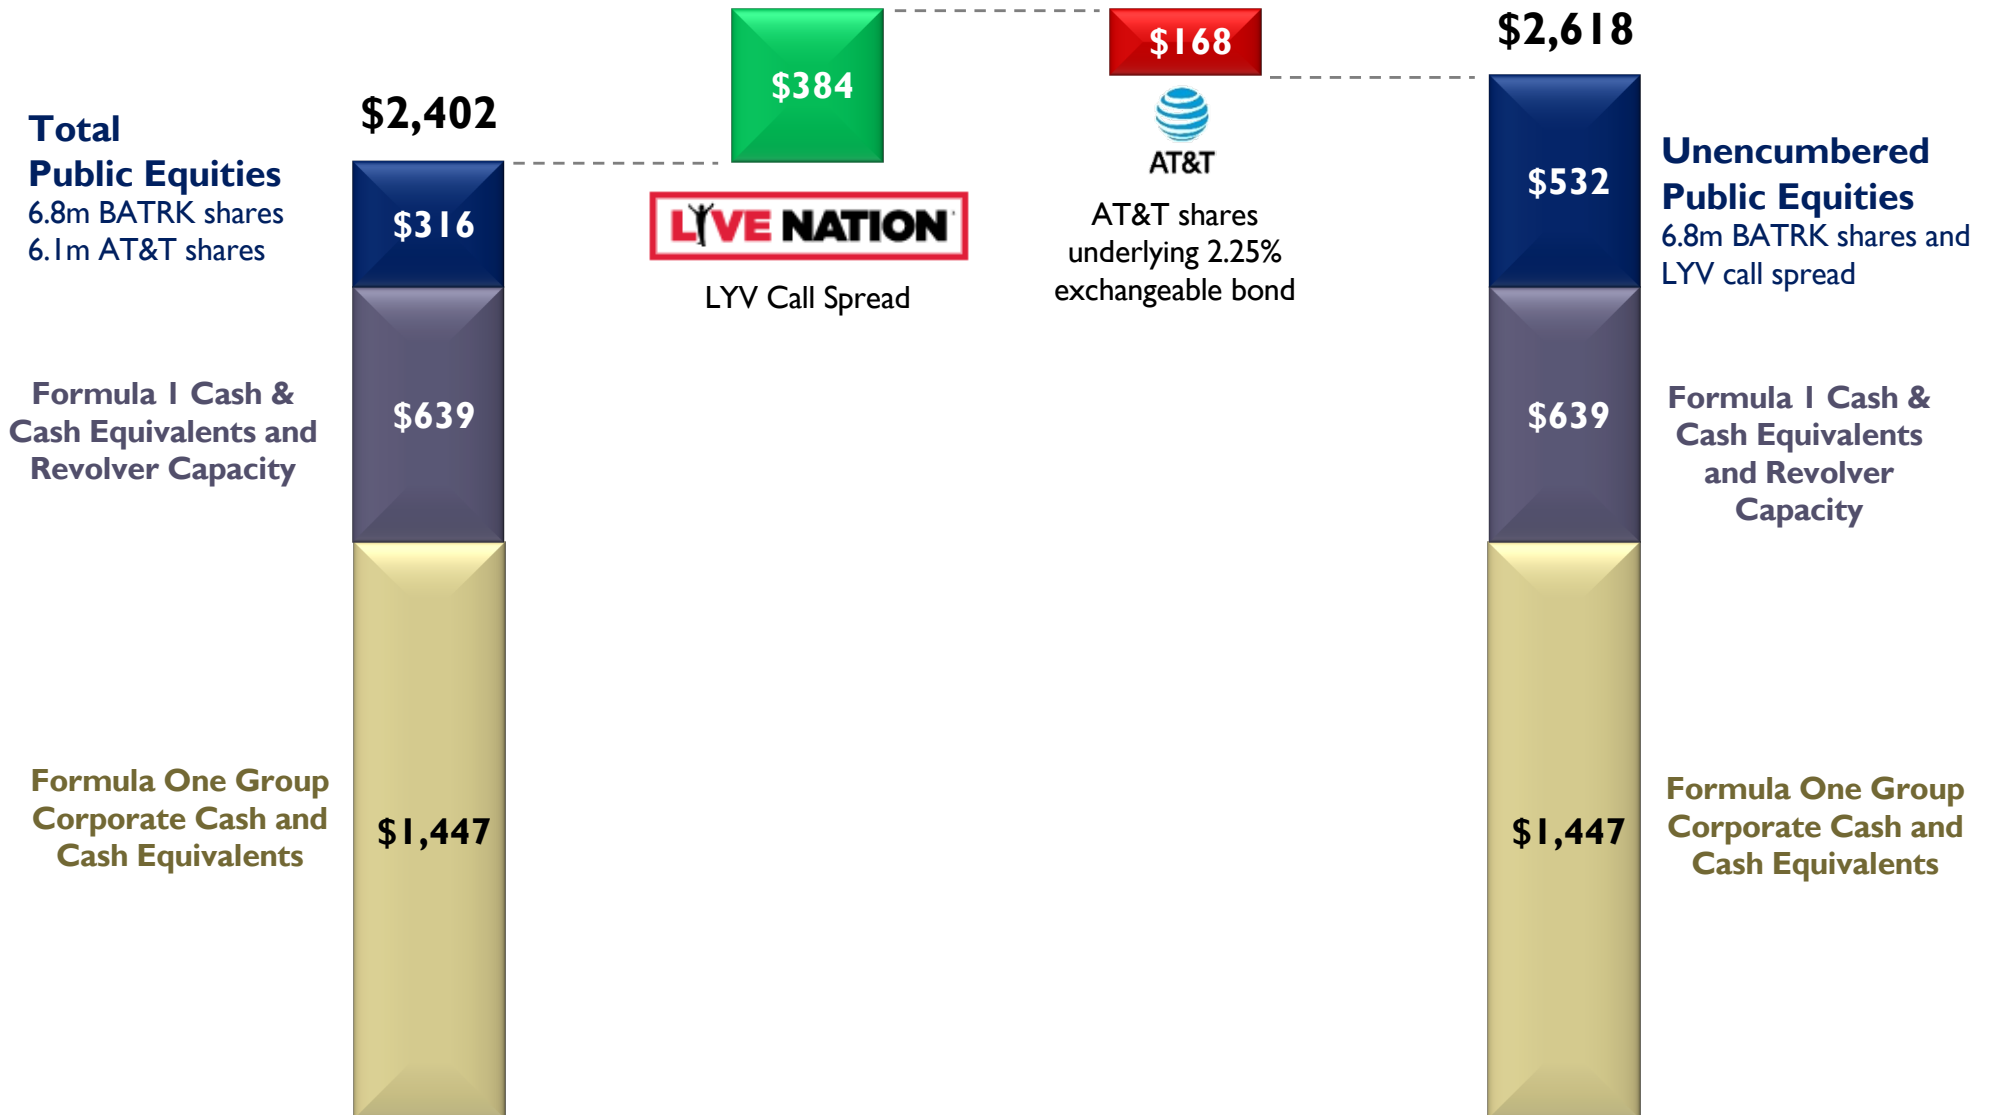 $2,402
Total
Public Equities
6.8m BATRK shares
6.1m AT&T shares
$316
Formula 1 Cash &
Cash Equivalents and
Revolver Capacity
$639
Formula One Group
Corporate Cash and
Cash Equivalents
$1,447
$384
LIVE NATION
LYV Call Spread
$168
AT&T
AT&T shares
underlying 2.25%
exchangeable bond
$2,618
$532
Unencumbered
Public Equities
6.8m BATRK shares and
LYV call spread
$639
Formula 1 Cash &
Cash Equivalents
and Revolver
Capacity
$1,447
Formula One Group
Corporate Cash and
Cash Equivalents